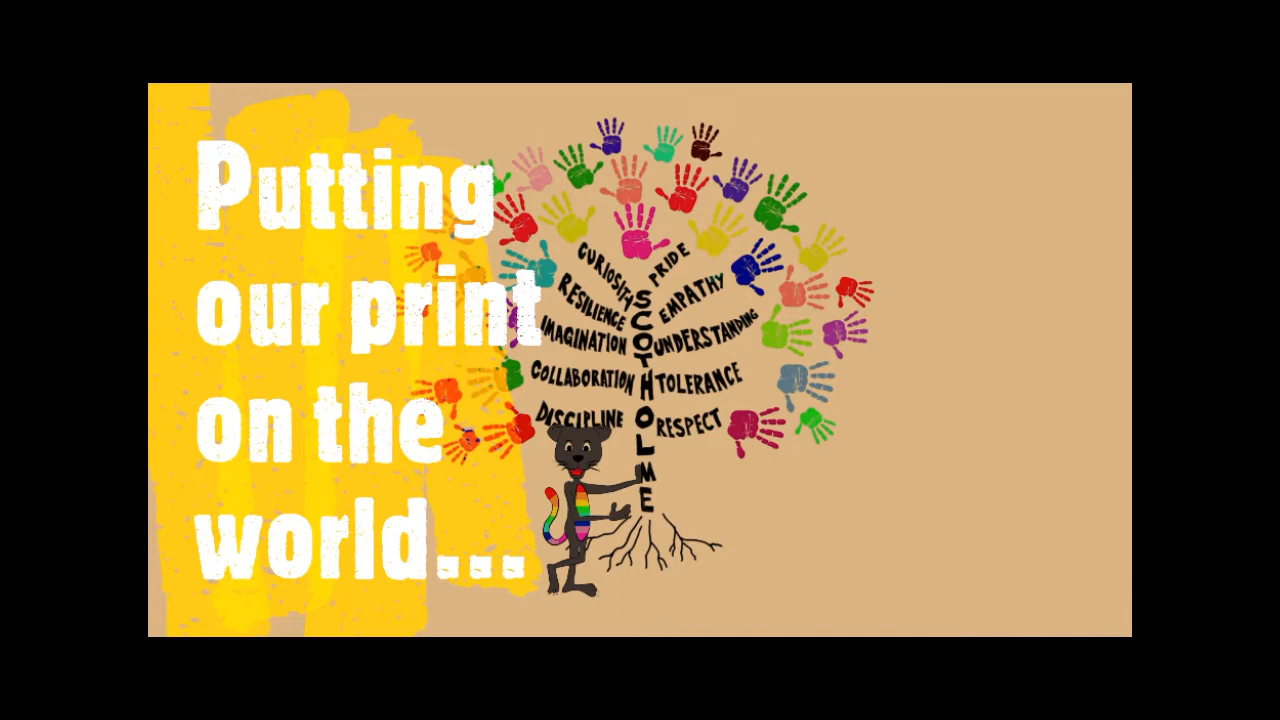 Putting
our print
on the
world...
CURIOSITY
PRIDE
RESILIENCE
EMPATHY
IMAGINATION
UNDERSTANDING
COLLABORATION
TOLERANCE
DISCIPLINE
RESPECT
SCOTHOLME